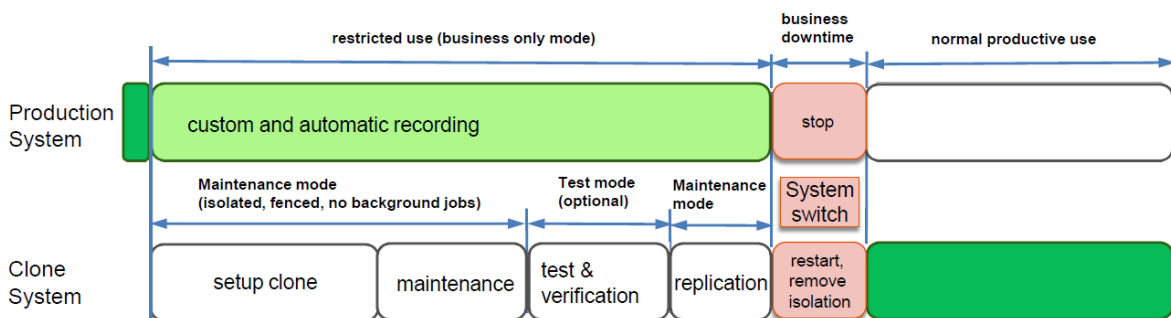 restricted use (business only mode)
business
downtime
normal productive use
Production
System
custom and automatic recording
stop
Maintenance mode
(isolated, fenced, no background jobs)
Test mode
(optional)
Maintenance
mode
System
switch
Clone
System
setup clone
maintenance
test &
verification
replication
restart,
remove
isolation